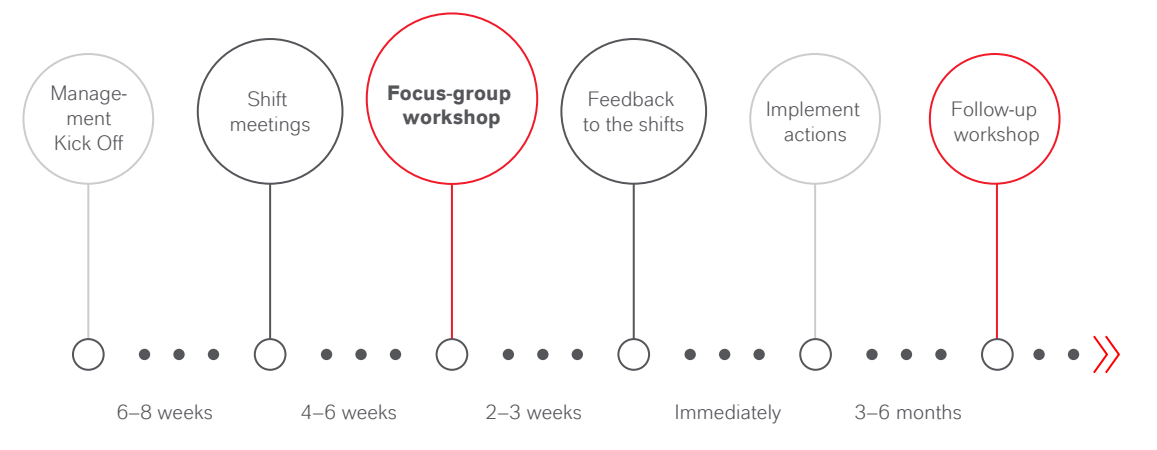 Manage-
ment
Kick Off
Shift
meetings
Focus-group
workshop
Feedback
to the shifts
Implement
actions
Follow-up
workshop
6–8 weeks
4–6 weeks
2–3 weeks
Immediately
3–6 months